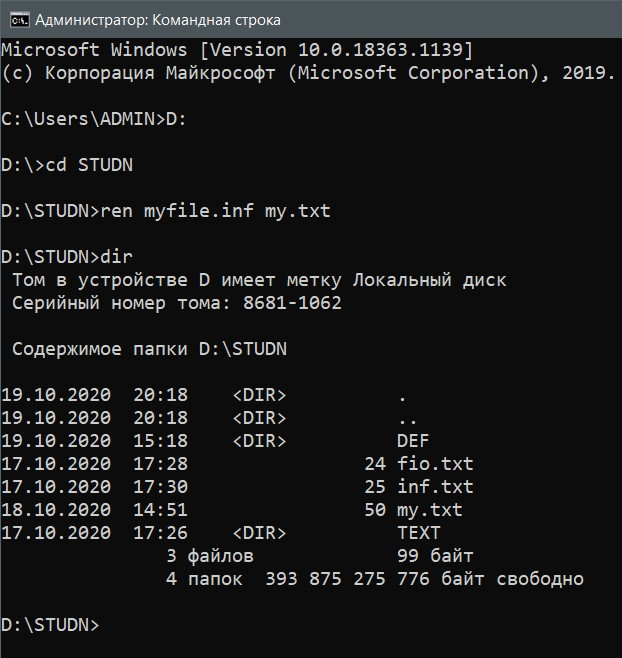 Администратор: Командная строка
Microsoft Windows [Version 10.0.18363.1139]
(c) Корпорация Майкрософт (Microsoft Corporation), 2019.
C:\Users\ADMIN>D:
D:\>cd STUDN
D:\STUDN>ren myfile.inf my.txt
D:\STUDN>dir
Том в устройстве D имеет метку Локальный диск
Серийный номер тома: 8681-1062
Содержимое папки D:\STUDN
19.10.2020  20:18    <DIR>          .
19.10.2020  20:18    <DIR>          ..
19.10.2020  15:18    <DIR>          DEF
17.10.2020  17:28                24 fio.txt
17.10.2020  17:30                25 inf.txt
18.10.2020  14:51                50 my.txt
17.10.2020  17:26    <DIR>          TEXT
3 файлов             99 байт
4 папок  393 875 275 776 байт свободно
D:\STUDN>